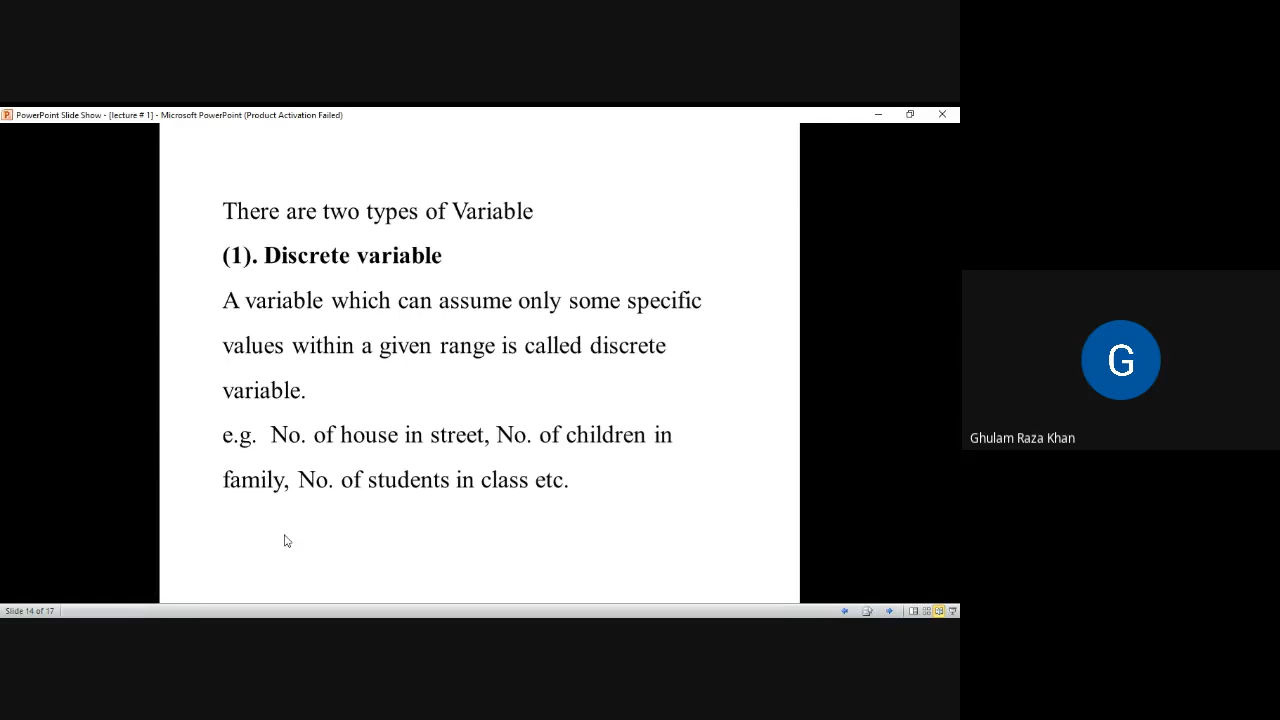 PowerPoint Slide Show - [lecture # 1] - Microsoft PowerPoint (Product Activation Failed)
There are two types of Variable
(1). Discrete variable
A variable which can assume only some specific
values within a given range is called discrete
variable.
e.g. No. of house in street, No. of children in
family, No. of students in class etc.
G
Ghulam Raza Khan
Slide 14 of 17